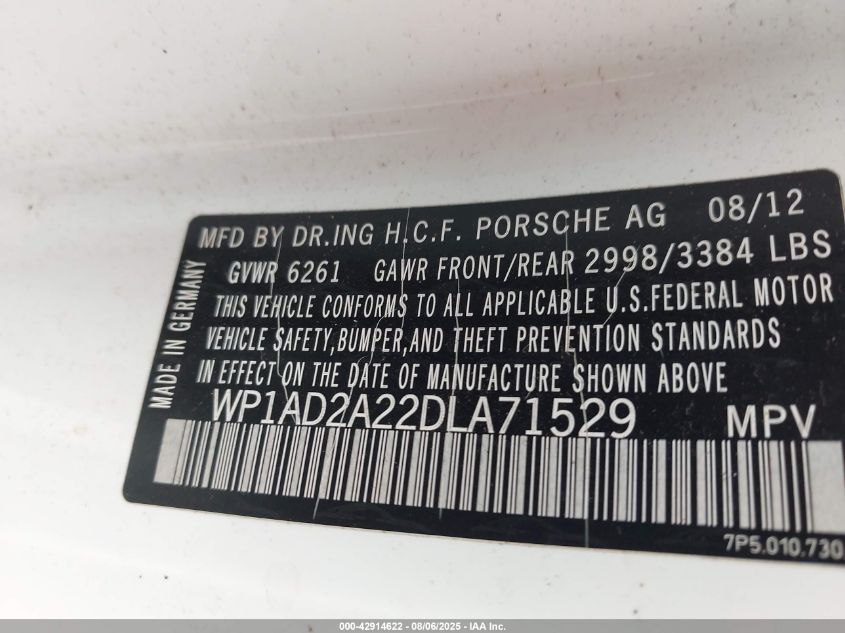 MFD BY DR.ING H.C.F. PORSCHE AG 08/12
GVWR 6261 GAWR FRONT/REAR 2998/3384 LBS
THIS VEHICLE CONFORMS TO ALL APPLICABLE U.S.FEDERAL MOTOR
VEHICLE SAFETY,BUMPER,AND THEFT PREVENTION STANDARDS
IN EFFECT ON THE DATE OF MANUFACTURE SHOWN ABOVE
WP1AD2A22DLA71529 MPV
MADE IN GERMANY
7P5.010.730
000-42914622 - 08/06/2025 - IAA Inc.